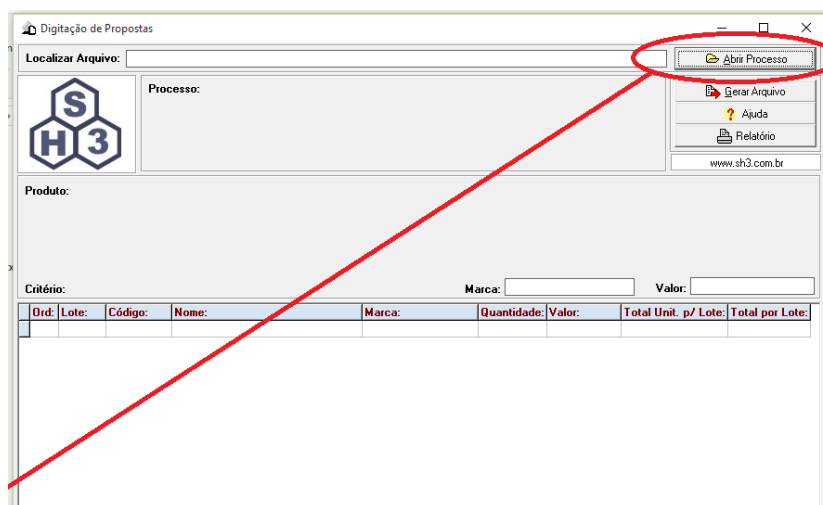 Digitação de Propostas
Localizar Arquivo:
Abrir Processo
S
H 3
Processo:
Gerar Arquivo
? Ajuda
Relatório
www.sh3.com.br
Produto:
Critério: Marca: Valor:
Ord: Lote: Código: Nome: Marca: Quantidade: Valor: Total Unit. p/ Lote: Total por Lote: